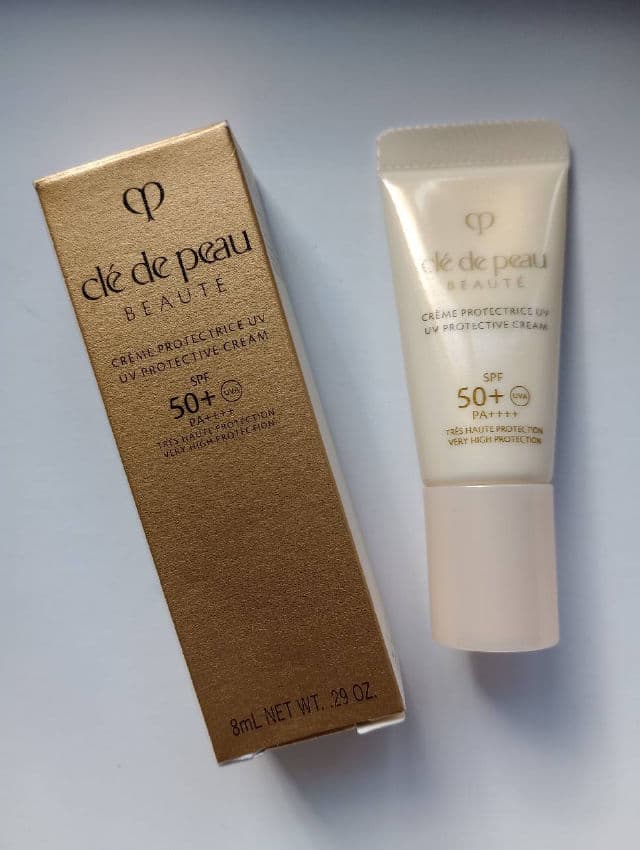 clé de peau
BEAUTÉ
CRÈME PROTECTRICE UV
UV PROTECTIVE CREAM
SPF
50+ UVA
PA++++
TRÈS HAUTE PROTECTION
VERY HIGH PROTECTION
8mL NET WT. .29 OZ.
clé de peau
BEAUTÉ
CRÈME PROTECTRICE UV
UV PROTECTIVE CREAM
SPF
50+ UVA
PA++++
TRÈS HAUTE PROTECTION
VERY HIGH PROTECTION